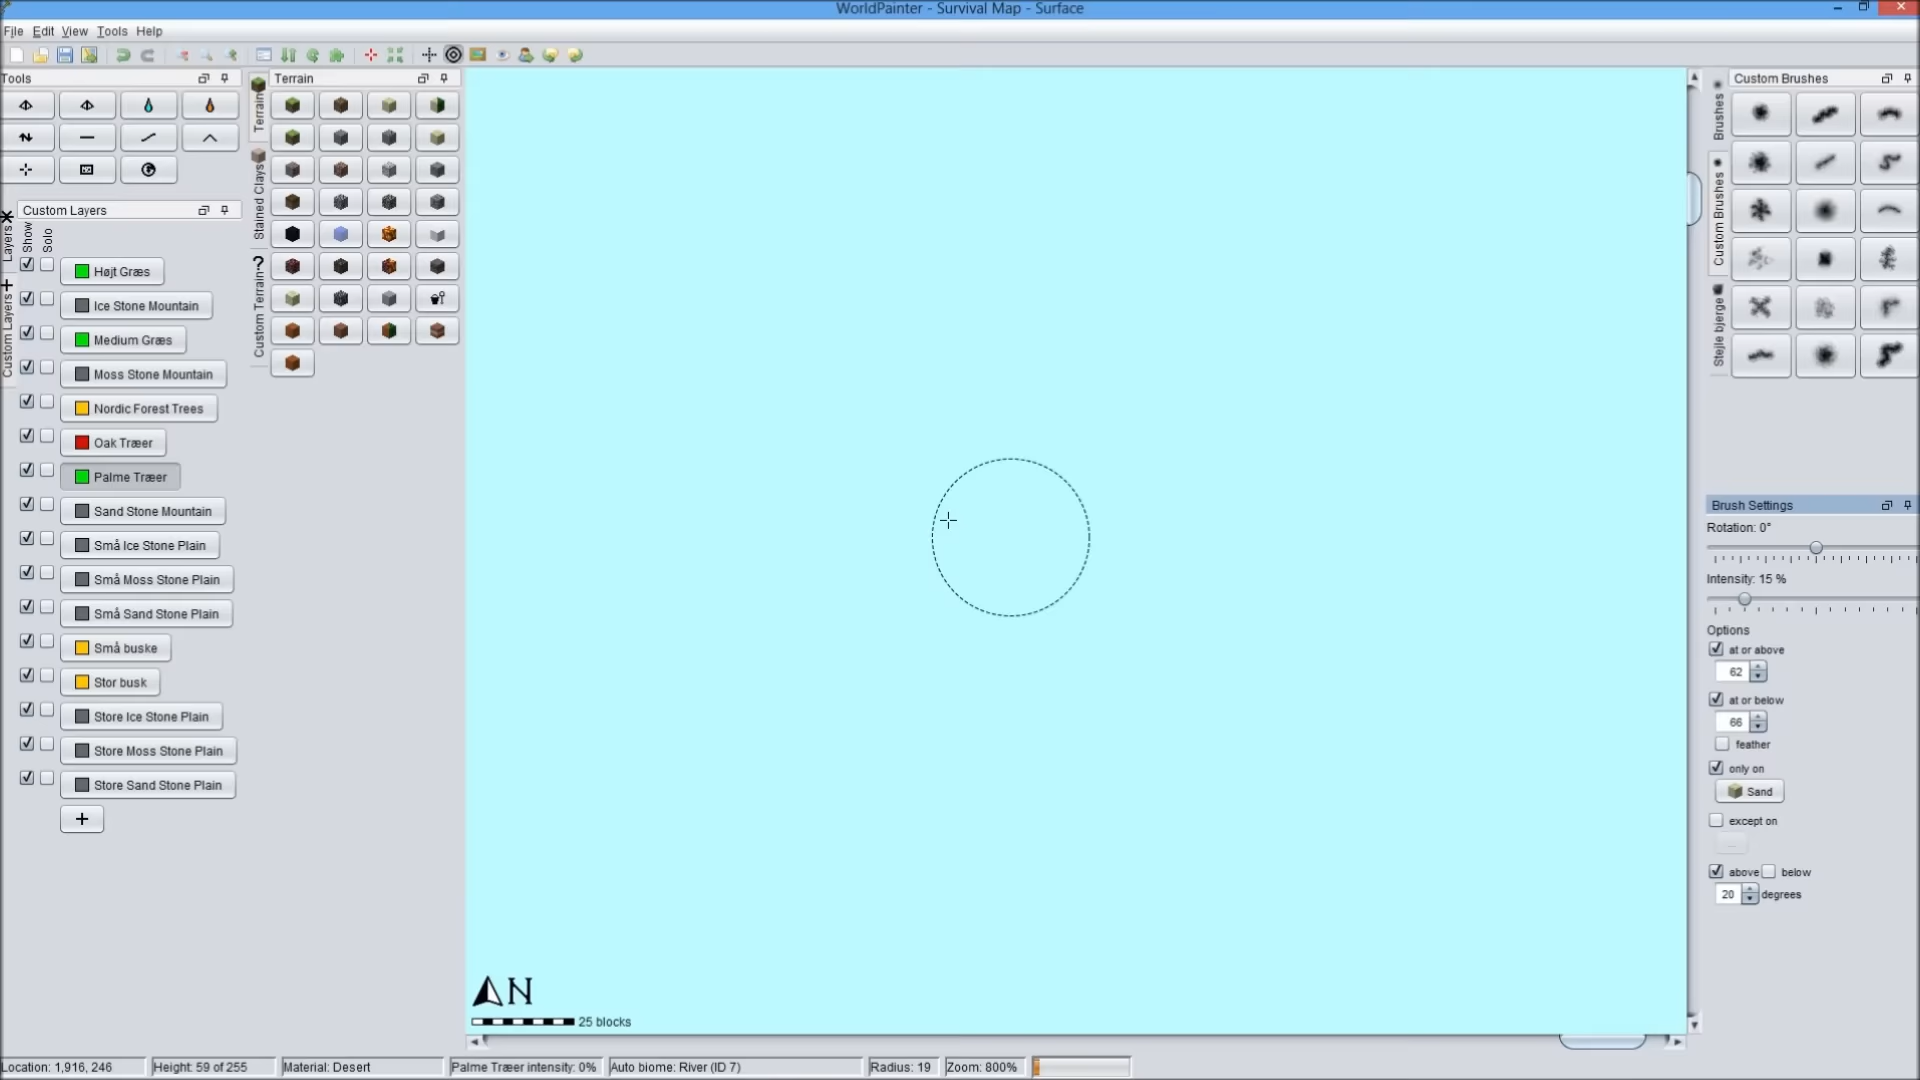 WorldPainter - Survival Map - Surface
File Edit View Tools Help
Tools
Terrain
Custom Brushes
Layers
Custom Layers
Terrain
Stained Clays
Custom Terrain
Brushes
Custom Brushes
Stejle bjerge
Custom Layers
Show
Solo
Højt Græs
Ice Stone Mountain
Medium Græs
Moss Stone Mountain
Nordic Forest Trees
Oak Træer
Palme Træer
Sand Stone Mountain
Små Ice Stone Plain
Små Moss Stone Plain
Små Sand Stone Plain
Små buske
Stor busk
Store Ice Stone Plain
Store Moss Stone Plain
Store Sand Stone Plain
+
Brush Settings
Rotation: 0°
Intensity: 15 %
Options
at or above
62
at or below
66
feather
only on
Sand
except on
...
above below
20 degrees
N
25 blocks
Location: 1,916, 246 Height: 59 of 255 Material: Desert Palme Træer intensity: 0% Auto biome: River (ID 7) Radius: 19 Zoom: 800%